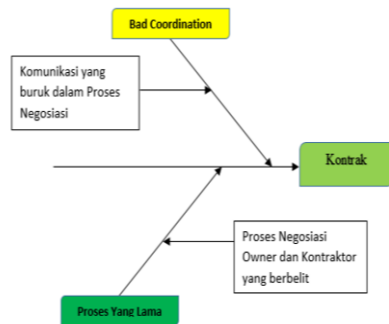 Bad Coordination
Komunikasi yang
buruk dalam Proses
Negosiasi
Kontrak
Proses Negosiasi
Owner dan Kontraktor
yang berbelit
Proses Yang Lama